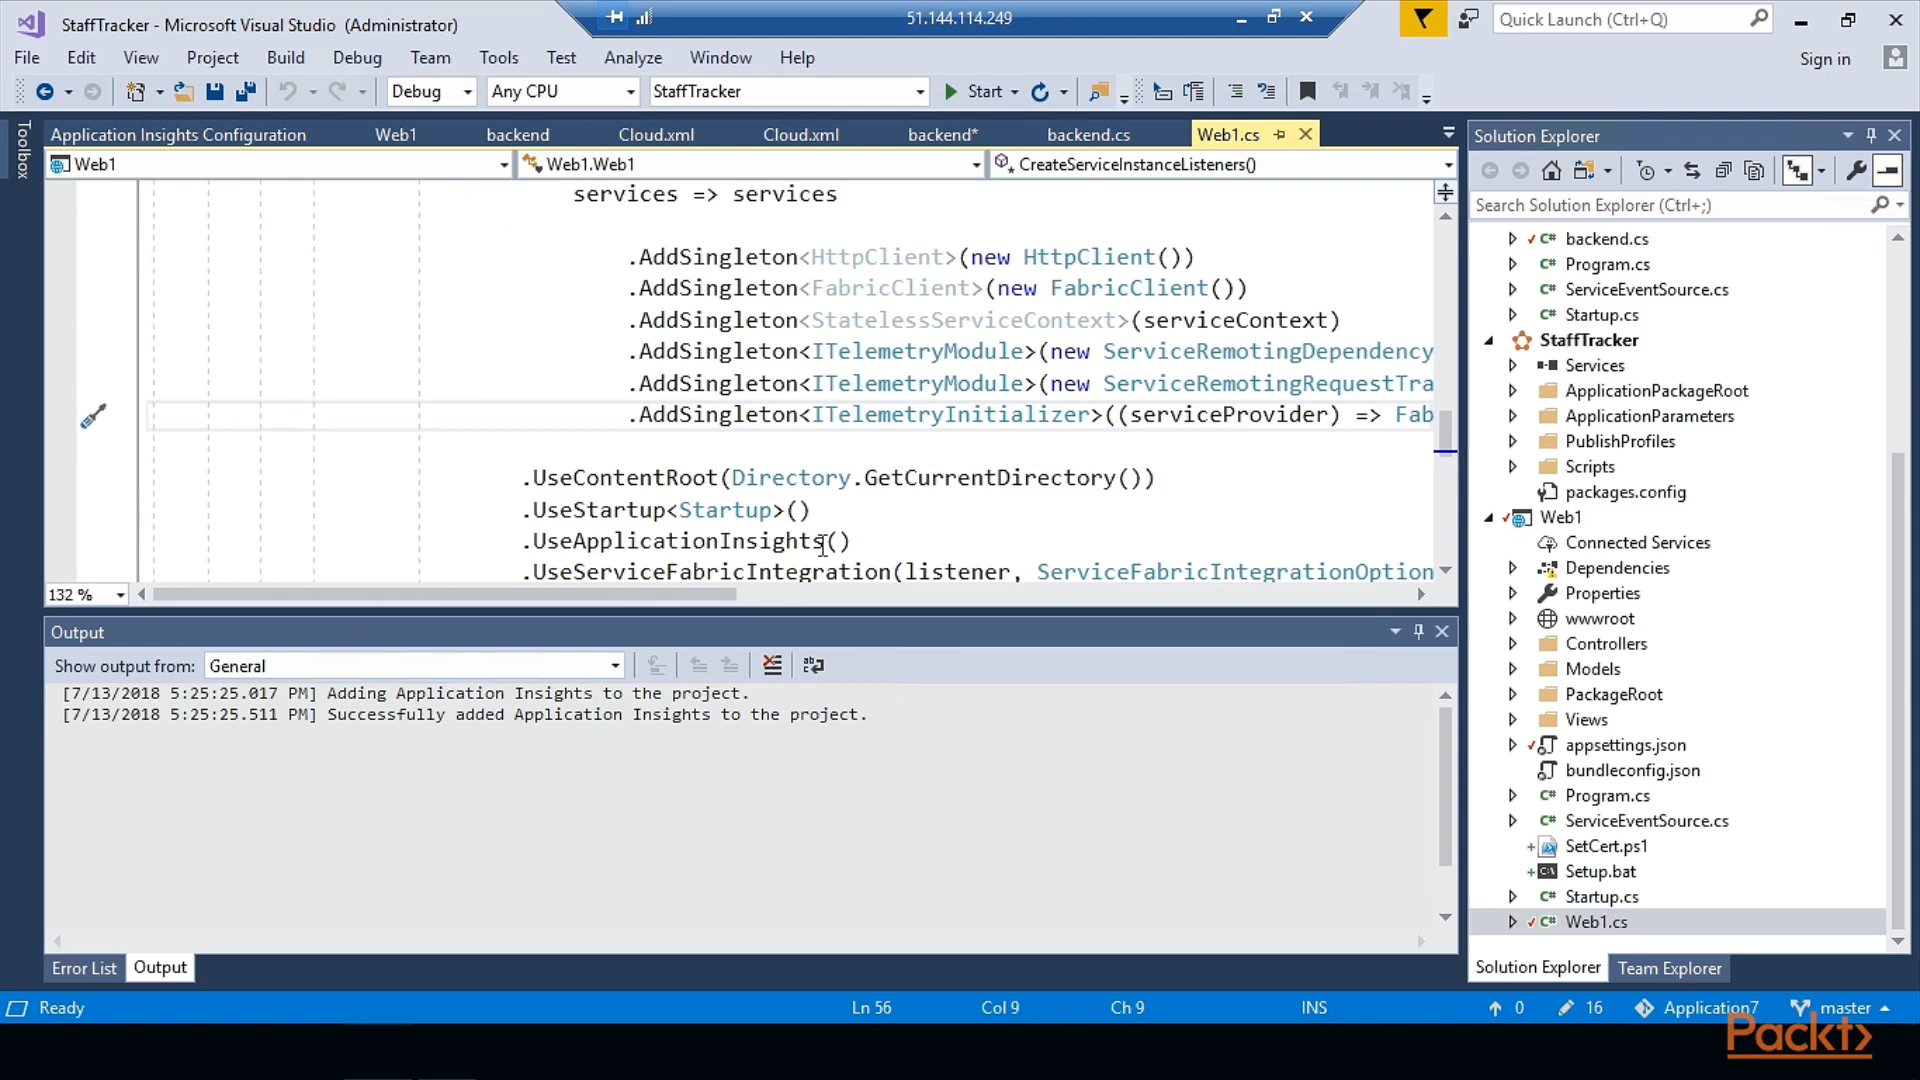 StaffTracker - Microsoft Visual Studio (Administrator)
51.144.114.249
Quick Launch (Ctrl+Q)
File Edit View Project Build Debug Team Tools Test Analyze Window Help
Sign in
Debug Any CPU StaffTracker Start
Toolbox
Application Insights Configuration Web1 backend Cloud.xml Cloud.xml backend* backend.cs Web1.cs
Web1 Web1.Web1 CreateServiceInstanceListeners()
services => services
.AddSingleton<HttpClient>(new HttpClient())
.AddSingleton<FabricClient>(new FabricClient())
.AddSingleton<StatelessServiceContext>(serviceContext)
.AddSingleton<ITelemetryModule>(new ServiceRemotingDependency
.AddSingleton<ITelemetryModule>(new ServiceRemotingRequestTra
.AddSingleton<ITelemetryInitializer>((serviceProvider) => Fab
.UseContentRoot(Directory.GetCurrentDirectory())
.UseStartup<Startup>()
.UseApplicationInsights()
.UseServiceFabricIntegration(listener, ServiceFabricIntegrationOption
132 %
Output
Show output from: General
[7/13/2018 5:25:25.017 PM] Adding Application Insights to the project.
[7/13/2018 5:25:25.511 PM] Successfully added Application Insights to the project.
Error List Output
Solution Explorer
Search Solution Explorer (Ctrl+;)
C# backend.cs
C# Program.cs
C# ServiceEventSource.cs
C# Startup.cs
StaffTracker
Services
ApplicationPackageRoot
ApplicationParameters
PublishProfiles
Scripts
packages.config
Web1
Connected Services
Dependencies
Properties
wwwroot
Controllers
Models
PackageRoot
Views
appsettings.json
bundleconfig.json
C# Program.cs
C# ServiceEventSource.cs
SetCert.ps1
Setup.bat
C# Startup.cs
C# Web1.cs
Solution Explorer Team Explorer
Ready Ln 56 Col 9 Ch 9 INS 0 16 Application7 master
Packt>